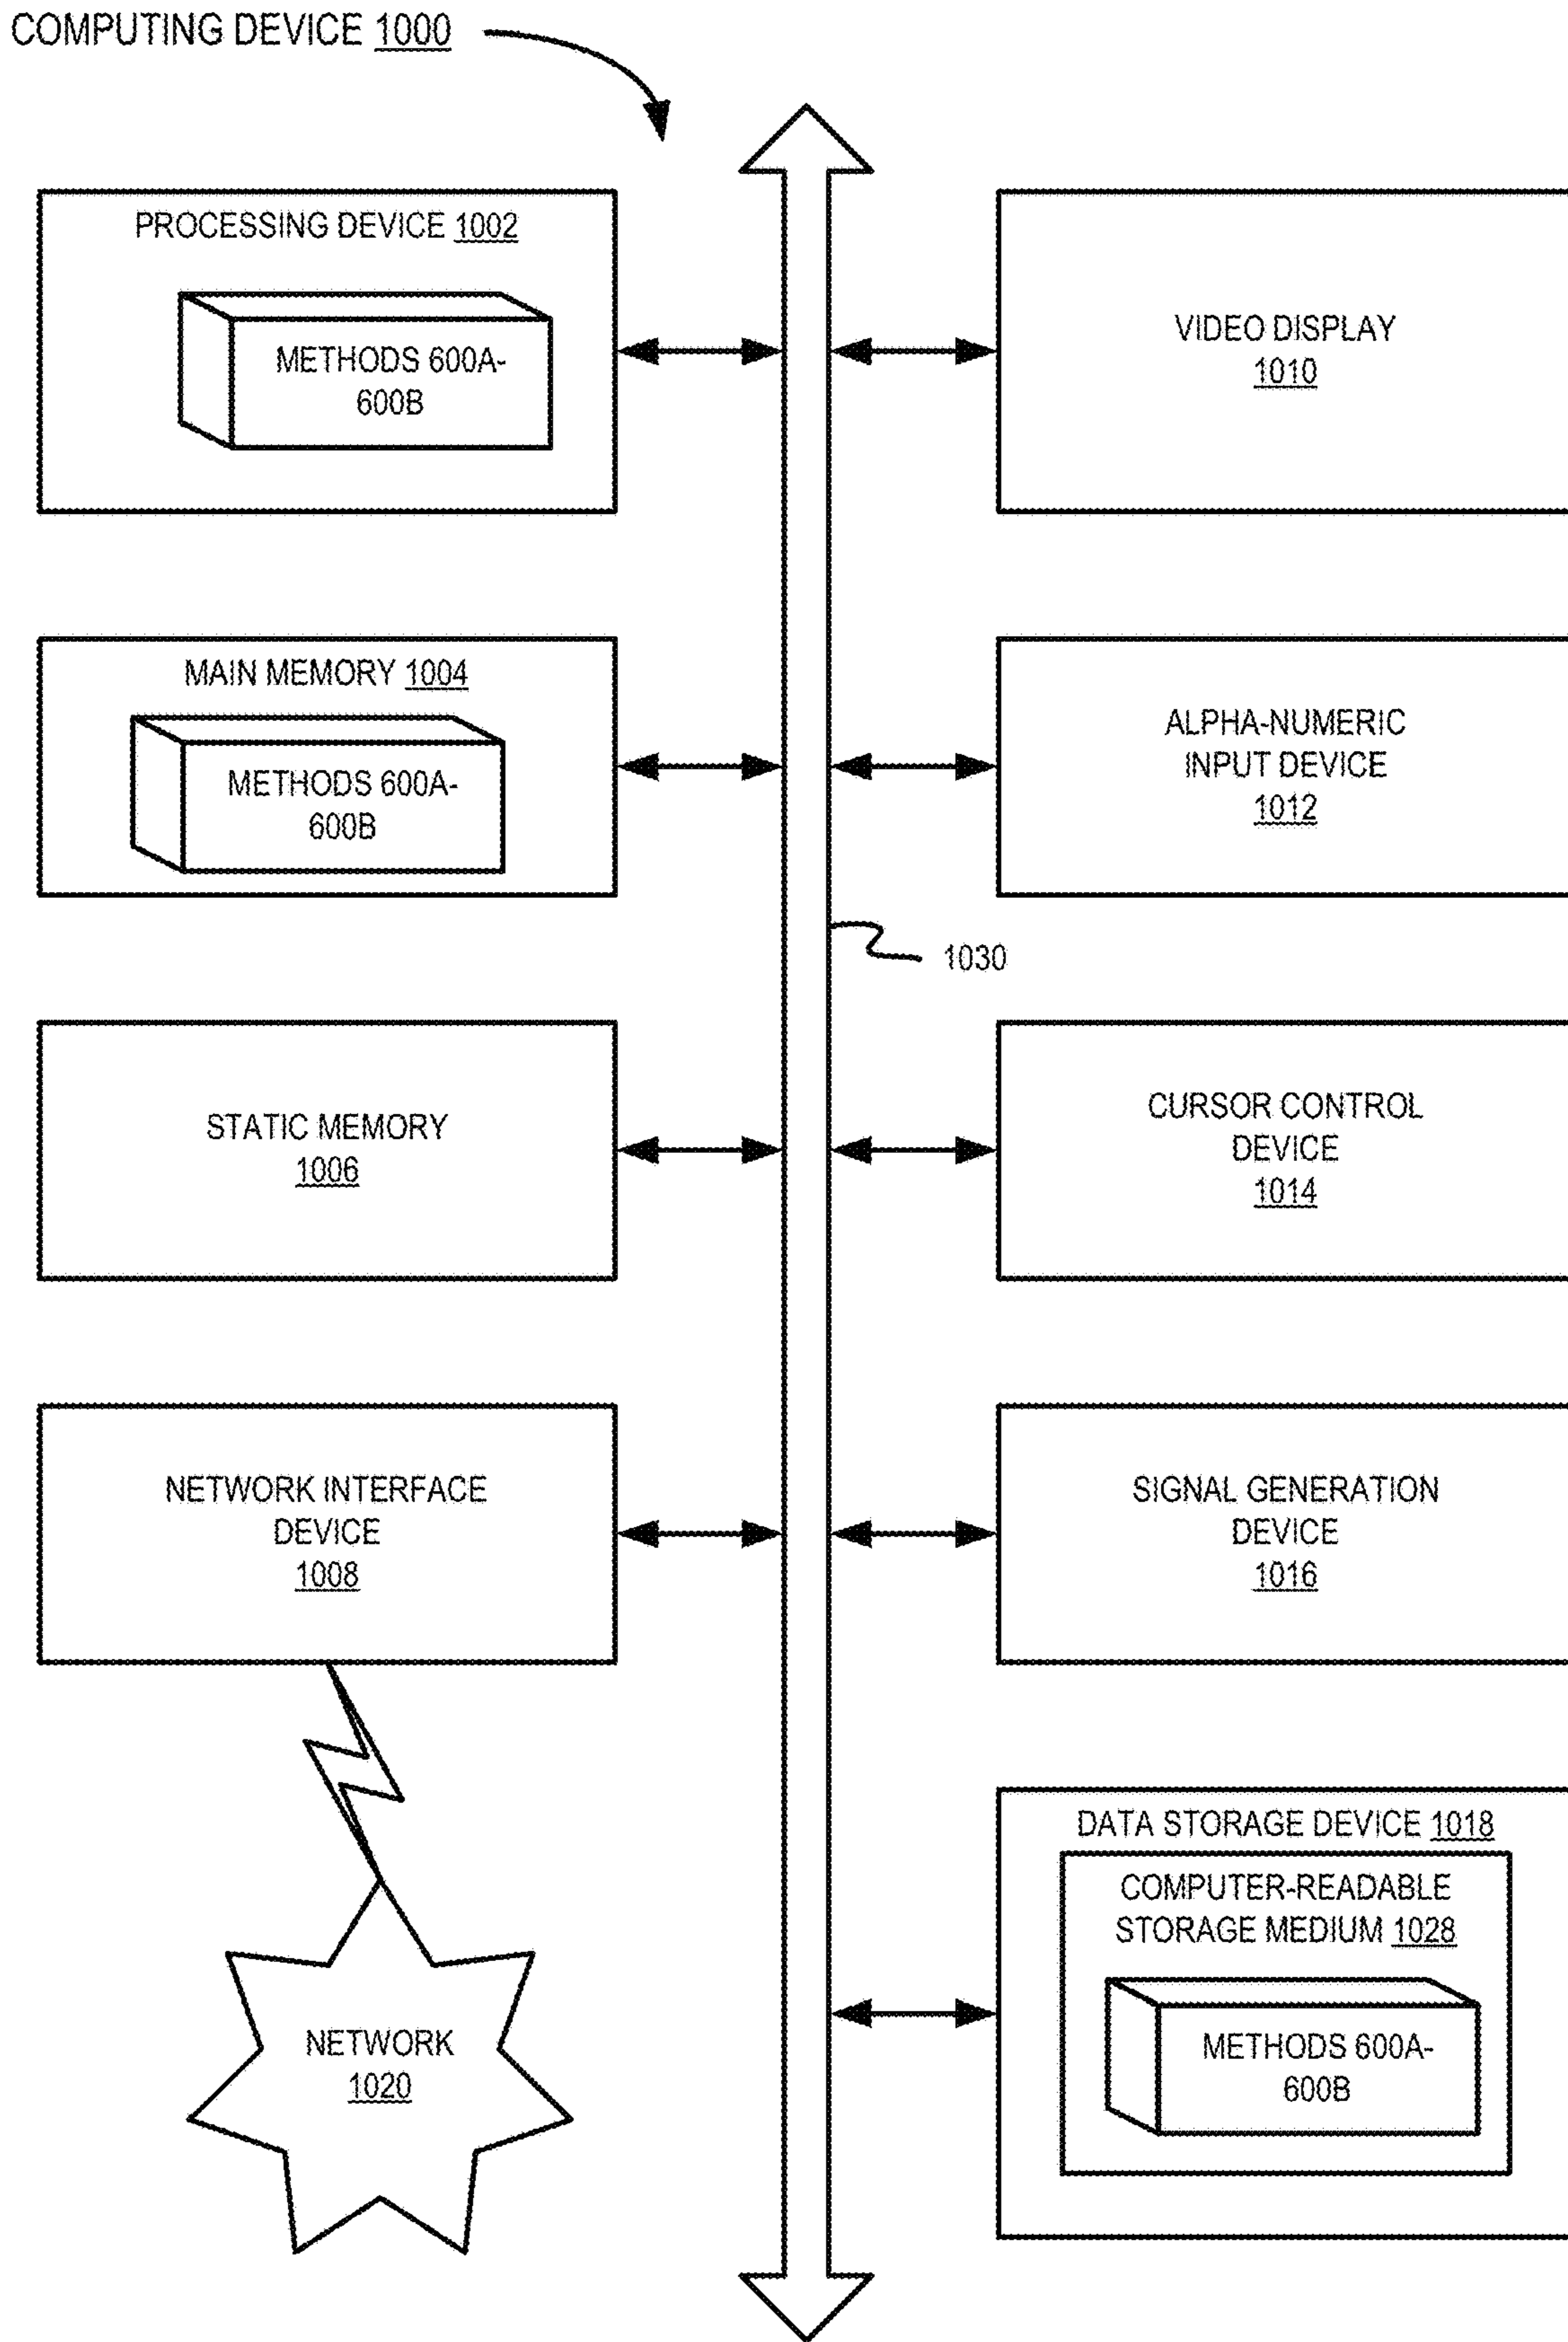 COMPUTING DEVICE 1000
PROCESSING DEVICE 1002
METHODS 600A-
600B
VIDEO DISPLAY
1010
MAIN MEMORY 1004
METHODS 600A-
600B
ALPHA-NUMERIC
INPUT DEVICE
1012
1030
STATIC MEMORY
1006
CURSOR CONTROL
DEVICE
1014
NETWORK INTERFACE
DEVICE
1008
SIGNAL GENERATION
DEVICE
1016
DATA STORAGE DEVICE 1018
COMPUTER-READABLE
STORAGE MEDIUM 1028
METHODS 600A-
600B
NETWORK
1020